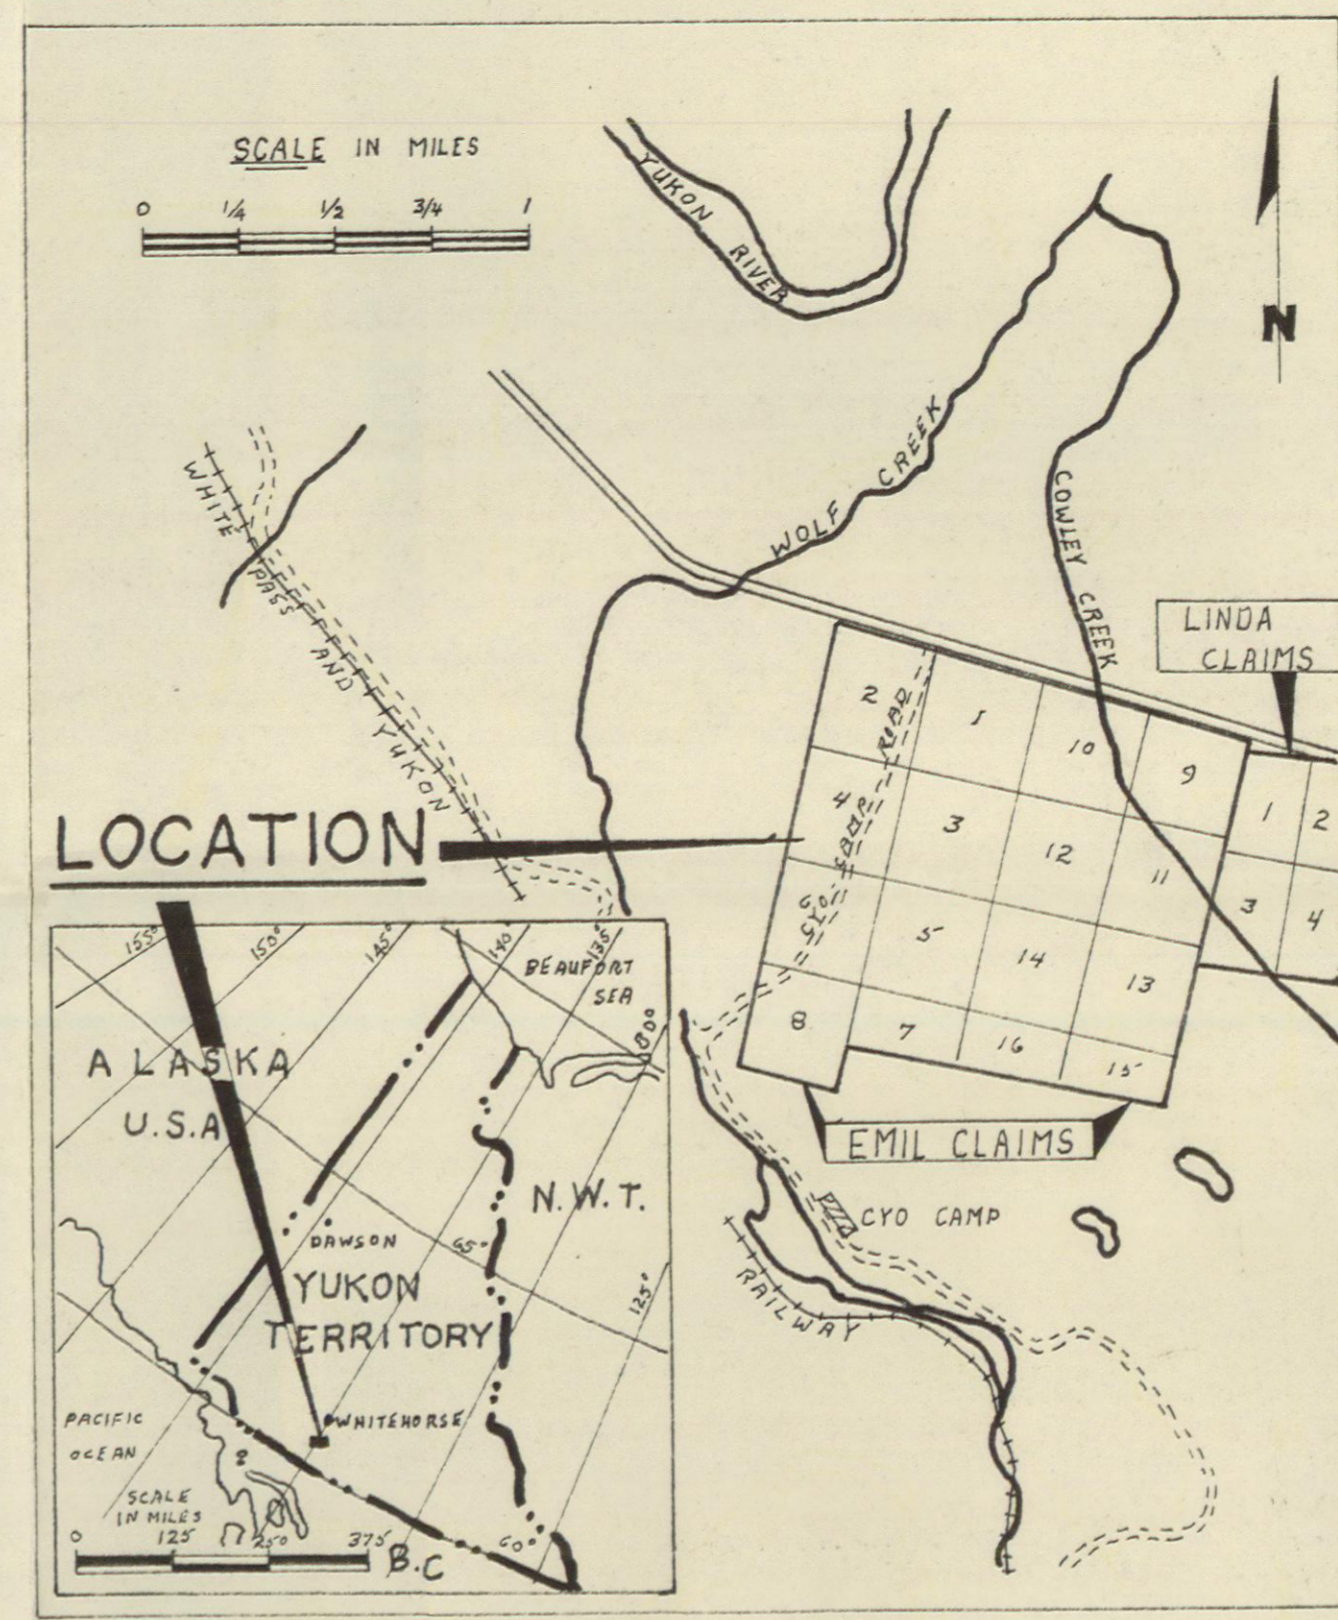 SCALE IN MILES
0 1/4 1/2 3/4 1
YUKON RIVER
N
WOLF CREEK
COWLEY CREEK
WHITE PASS AND YUKON
LINDA
CLAIMS
2 1 10 9
4 3 12 11
6 5 14 13
8 7 16 15
1 2
3 4
ROAD
CYO
LOCATION
EMIL CLAIMS
CYO CAMP
RAILWAY
155° 150° 145° 140° 135°
BEAUFORT
SEA
ALASKA
U.S.A
N.W.T.
DAWSON
65°
YUKON
TERRITORY
125°
WHITEHORSE
PACIFIC
OCEAN
SCALE
IN MILES
0 125 250 375
60°
B.C